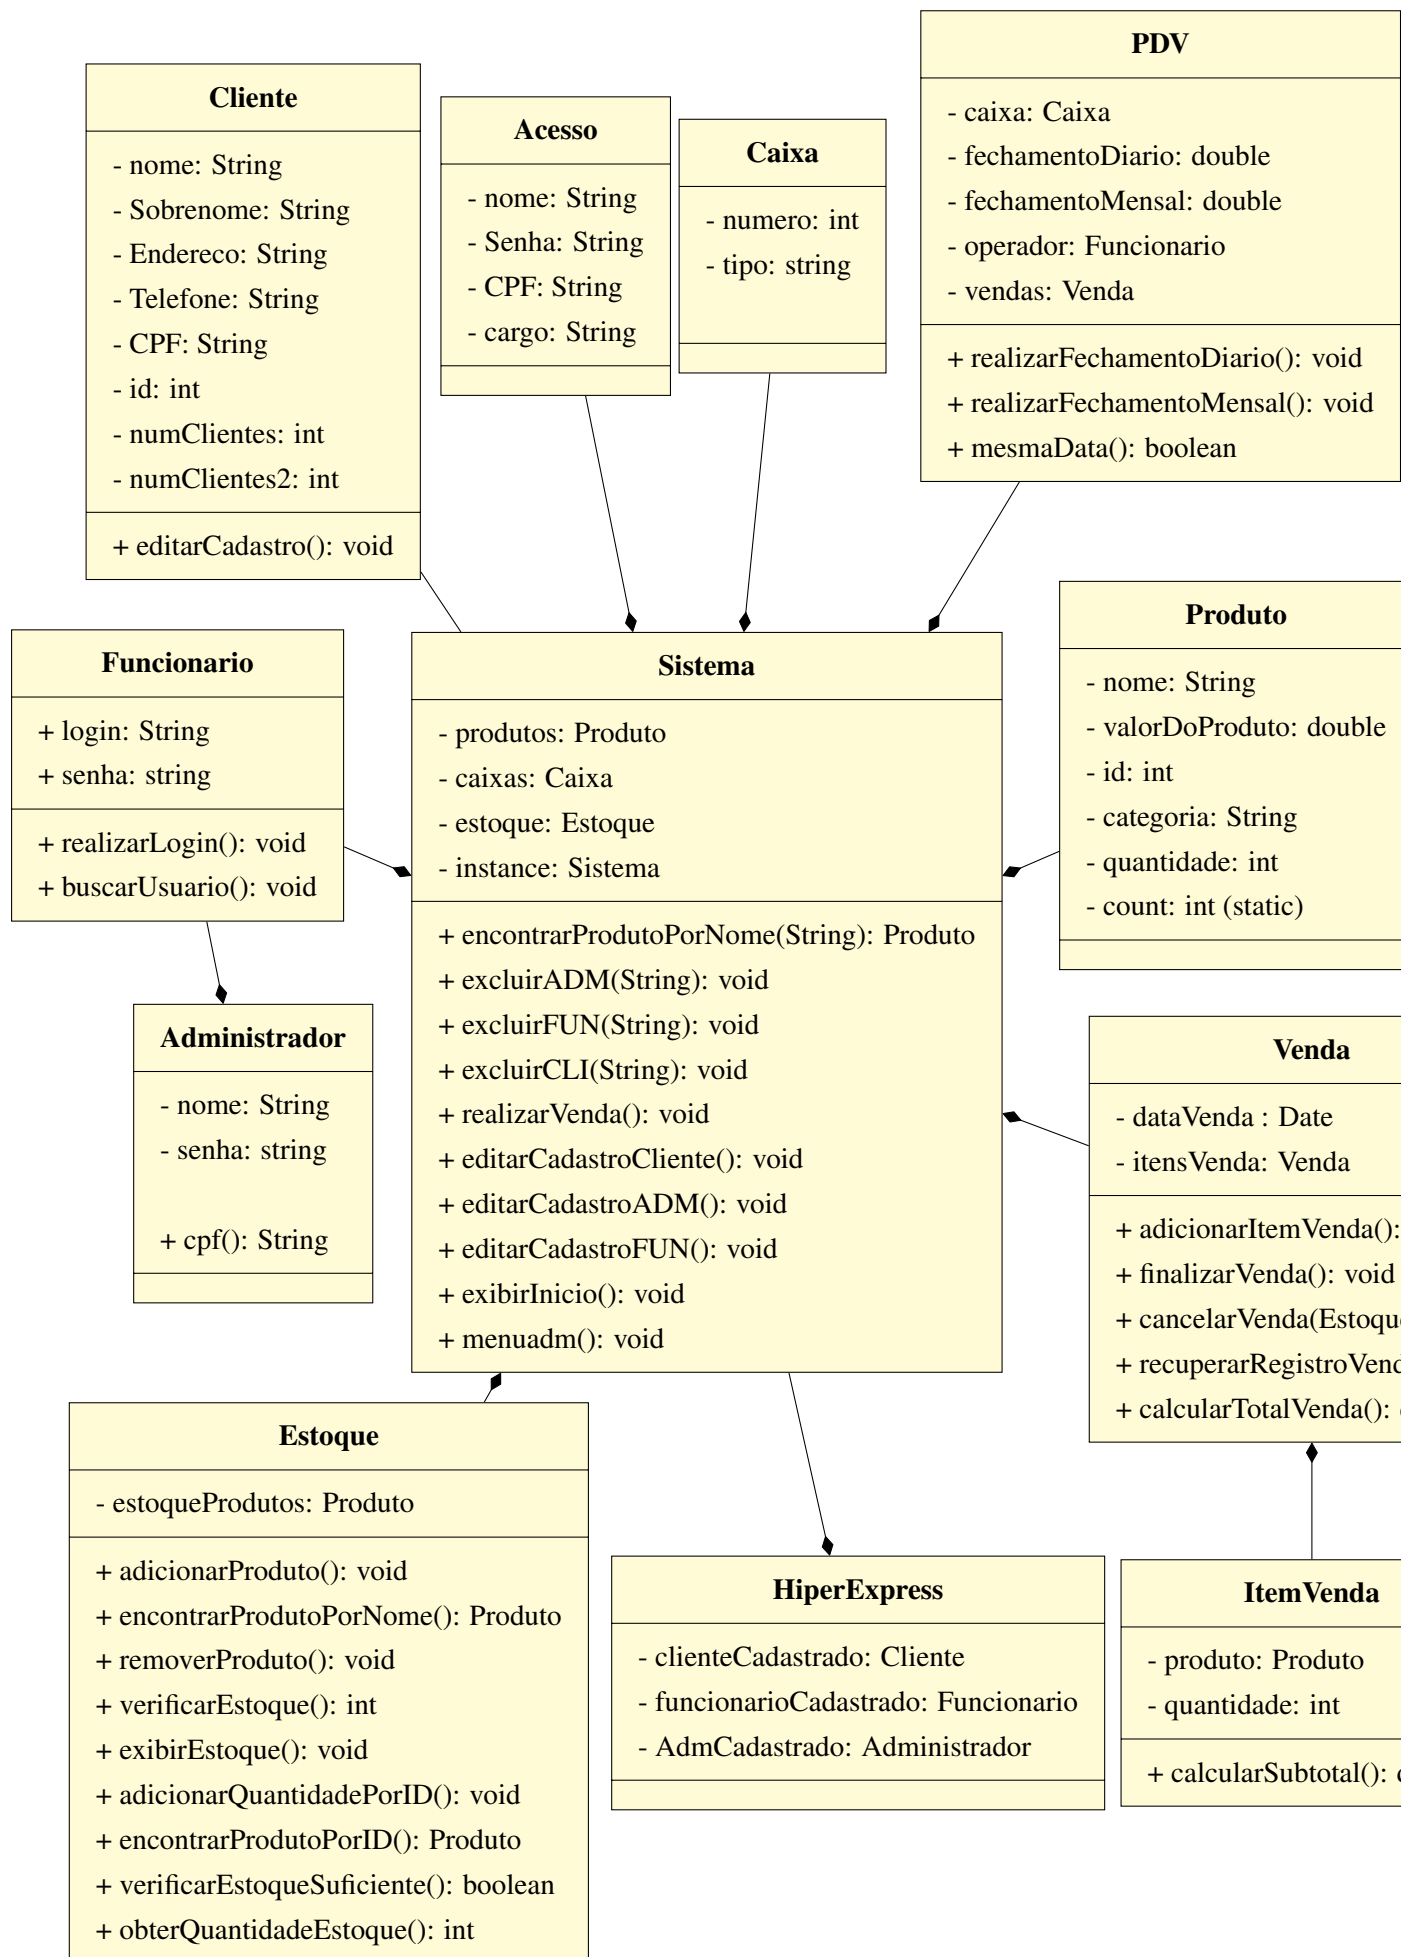 PDV
- caixa: Caixa
- fechamentoDiario: double
- fechamentoMensal: double
- operador: Funcionario
- vendas: Venda
+ realizarFechamentoDiario(): void
+ realizarFechamentoMensal(): void
+ mesmaData(): boolean
Cliente
- nome: String
- Sobrenome: String
- Endereco: String
- Telefone: String
- CPF: String
- id: int
- numClientes: int
- numClientes2: int
+ editarCadastro(): void
Acesso
- nome: String
- Senha: String
- CPF: String
- cargo: String
Caixa
- numero: int
- tipo: string
Funcionario
+ login: String
+ senha: string
+ realizarLogin(): void
+ buscarUsuario(): void
Sistema
- produtos: Produto
- caixas: Caixa
- estoque: Estoque
- instance: Sistema
+ encontrarProdutoPorNome(String): Produto
+ excluirADM(String): void
+ excluirFUN(String): void
+ excluirCLI(String): void
+ realizarVenda(): void
+ editarCadastroCliente(): void
+ editarCadastroADM(): void
+ editarCadastroFUN(): void
+ exibirInicio(): void
+ menuadm(): void
Produto
- nome: String
- valorDoProduto: double
- id: int
- categoria: String
- quantidade: int
- count: int (static)
Administrador
- nome: String
- senha: string
+ cpf(): String
Venda
- dataVenda : Date
- itensVenda: Venda
+ adicionarItemVenda():
+ finalizarVenda(): void
+ cancelarVenda(Estoqu
+ recuperarRegistroVend
+ calcularTotalVenda():
Estoque
- estoqueProdutos: Produto
+ adicionarProduto(): void
+ encontrarProdutoPorNome(): Produto
+ removerProduto(): void
+ verificarEstoque(): int
+ exibirEstoque(): void
+ adicionarQuantidadePorID(): void
+ encontrarProdutoPorID(): Produto
+ verificarEstoqueSuficiente(): boolean
+ obterQuantidadeEstoque(): int
HiperExpress
- clienteCadastrado: Cliente
- funcionarioCadastrado: Funcionario
- AdmCadastrado: Administrador
ItemVenda
- produto: Produto
- quantidade: int
+ calcularSubtotal():